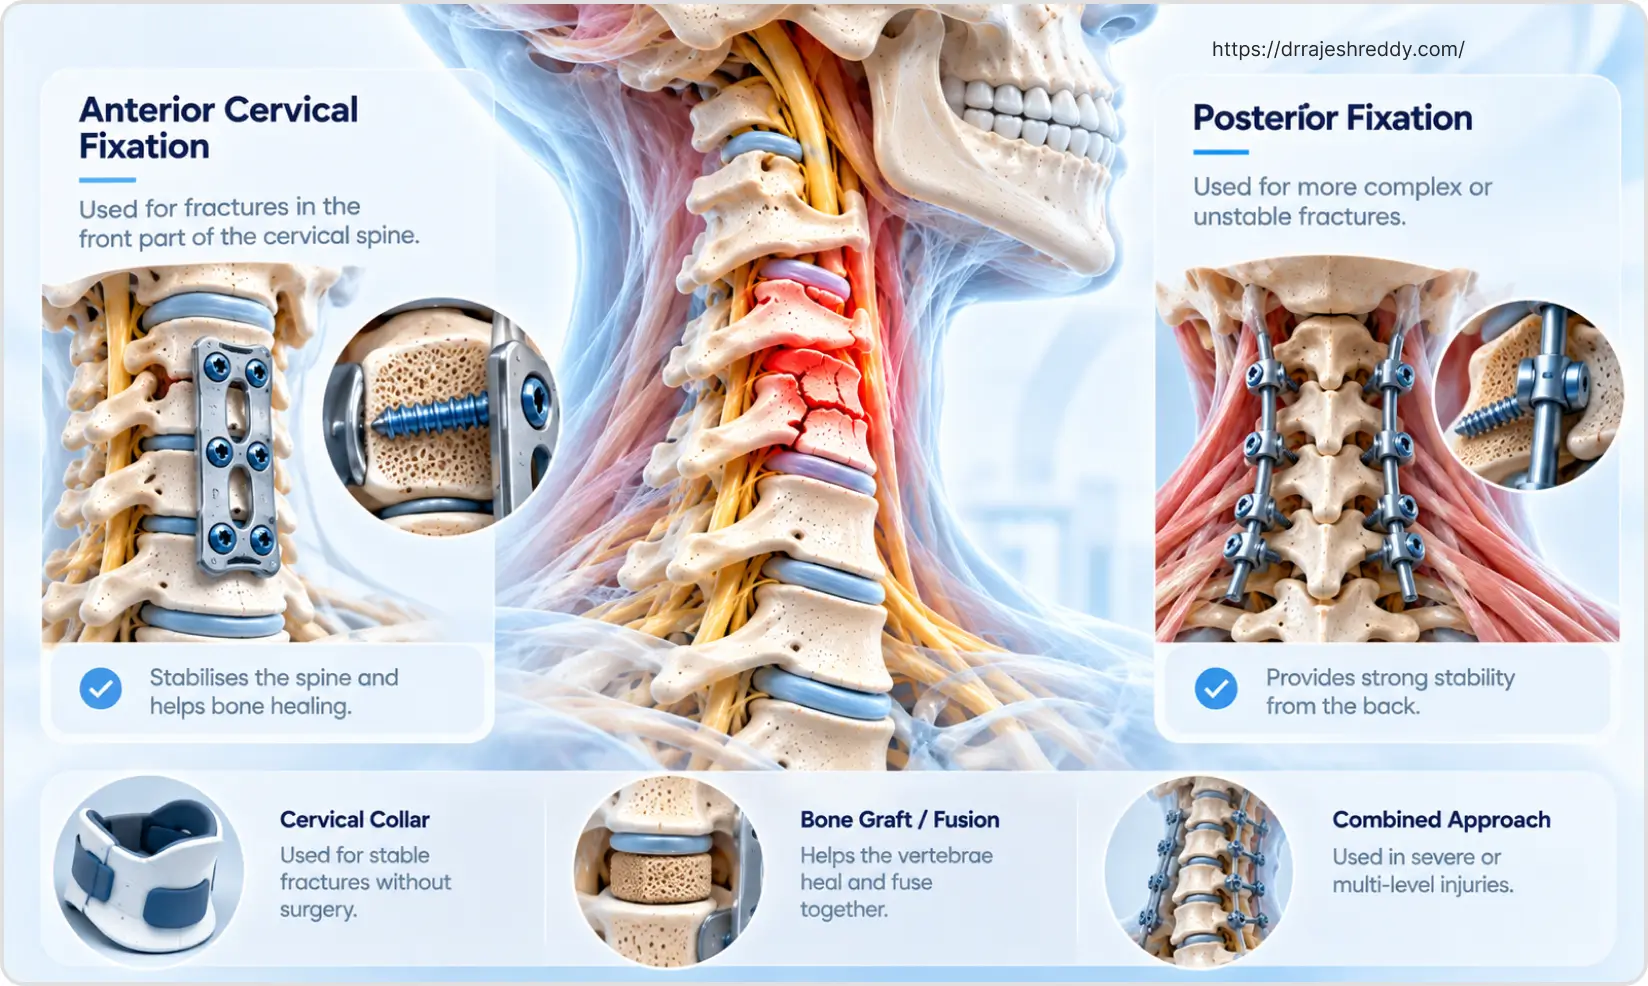 https://drrajeshreddy.com/
Anterior Cervical
Fixation
Used for fractures in the
front part of the cervical spine.
Stabilises the spine and
helps bone healing.
Posterior Fixation
Used for more complex or
unstable fractures.
Provides strong stability
from the back.
Cervical Collar
Used for stable
fractures without
surgery.
Bone Graft / Fusion
Helps the vertebrae
heal and fuse
together.
Combined Approach
Used in severe or
multi-level injuries.